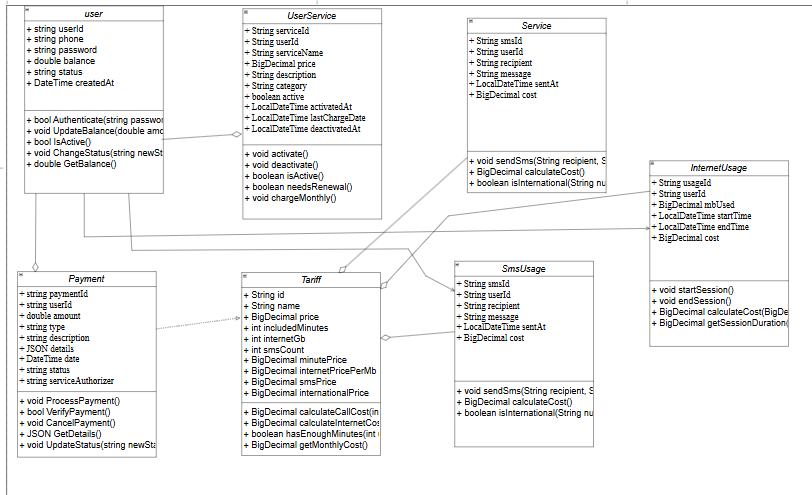 user
+ string userId
+ string phone
+ string password
+ double balance
+ string status
+ DateTime createdAt
+ bool Authenticate(string passwor
+ void UpdateBalance(double amo
+ bool IsActive()
+ void ChangeStatus(string newSt
+ double GetBalance()
UserService
+ String serviceId
+ String userId
+ String serviceName
+ BigDecimal price
+ String description
+ String category
+ boolean active
+ LocalDateTime activatedAt
+ LocalDateTime lastChargeDate
+ LocalDateTime deactivatedAt
+ void activate()
+ void deactivate()
+ boolean isActive()
+ boolean needsRenewal()
+ void chargeMonthly()
Service
+ String smsId
+ String userId
+ String recipient
+ String message
+ LocalDateTime sentAt
+ BigDecimal cost
+ void sendSms(String recipient, S
+ BigDecimal calculateCost()
+ boolean isInternational(String nu
InternetUsage
+ String usageId
+ String userId
+ BigDecimal mbUsed
+ LocalDateTime startTime
+ LocalDateTime endTime
+ BigDecimal cost
+ void startSession()
+ void endSession()
+ BigDecimal calculateCost(BigDe
+ BigDecimal getSessionDuration(
Payment
+ string paymentId
+ string userId
+ double amount
+ string type
+ string description
+ JSON details
+ DateTime date
+ string status
+ string serviceAuthorizer
+ void ProcessPayment()
+ bool VerifyPayment()
+ void CancelPayment()
+ JSON GetDetails()
+ void UpdateStatus(string newSta
Tariff
+ String id
+ String name
+ BigDecimal price
+ int includedMinutes
+ int internetGb
+ int smsCount
+ BigDecimal minutePrice
+ BigDecimal internetPricePerMb
+ BigDecimal smsPrice
+ BigDecimal internationalPrice
+ BigDecimal calculateCallCost(in
+ BigDecimal calculateInternetCos
+ boolean hasEnoughMinutes(int
+ BigDecimal getMonthlyCost()
SmsUsage
+ String smsId
+ String userId
+ String recipient
+ String message
+ LocalDateTime sentAt
+ BigDecimal cost
+ void sendSms(String recipient, S
+ BigDecimal calculateCost()
+ boolean isInternational(String nu